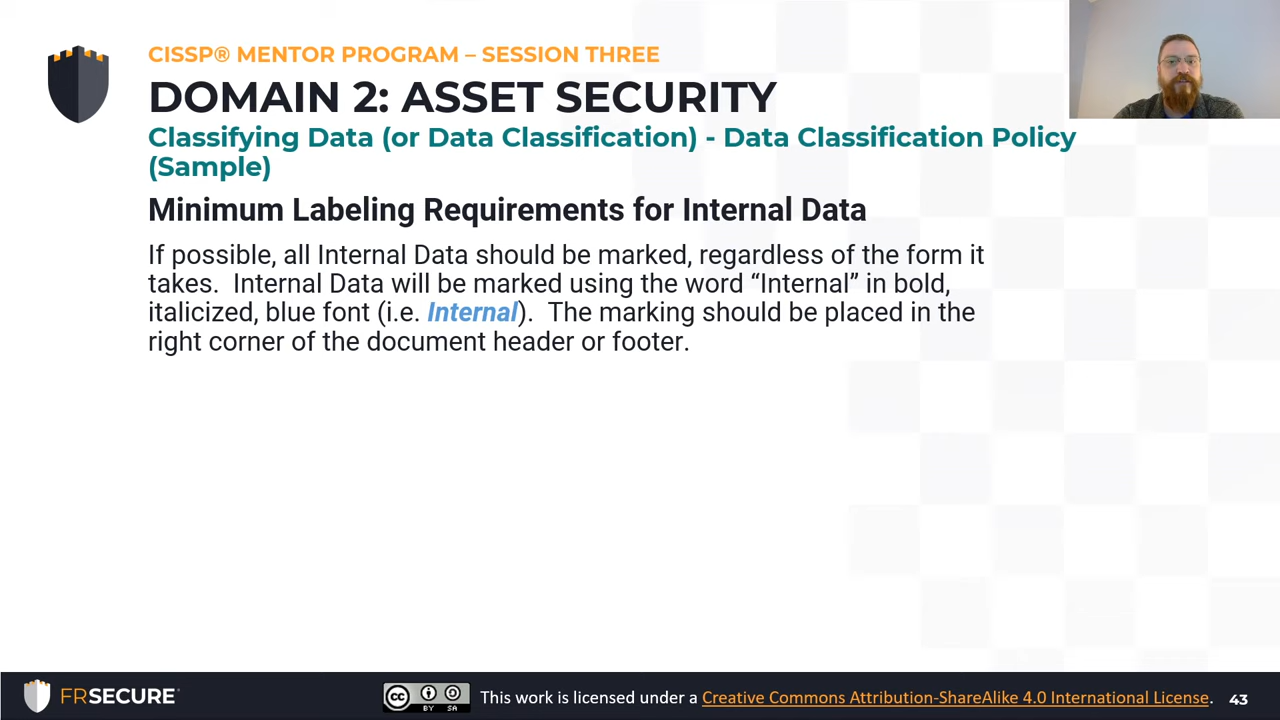 CISSP® MENTOR PROGRAM – SESSION THREE
DOMAIN 2: ASSET SECURITY
Classifying Data (or Data Classification) - Data Classification Policy
(Sample)
Minimum Labeling Requirements for Internal Data
If possible, all Internal Data should be marked, regardless of the form it
takes.  Internal Data will be marked using the word “Internal” in bold,
italicized, blue font (i.e. Internal).  The marking should be placed in the
right corner of the document header or footer.
FRSECURE®
cc BY SA
This work is licensed under a Creative Commons Attribution-ShareAlike 4.0 International License.
43